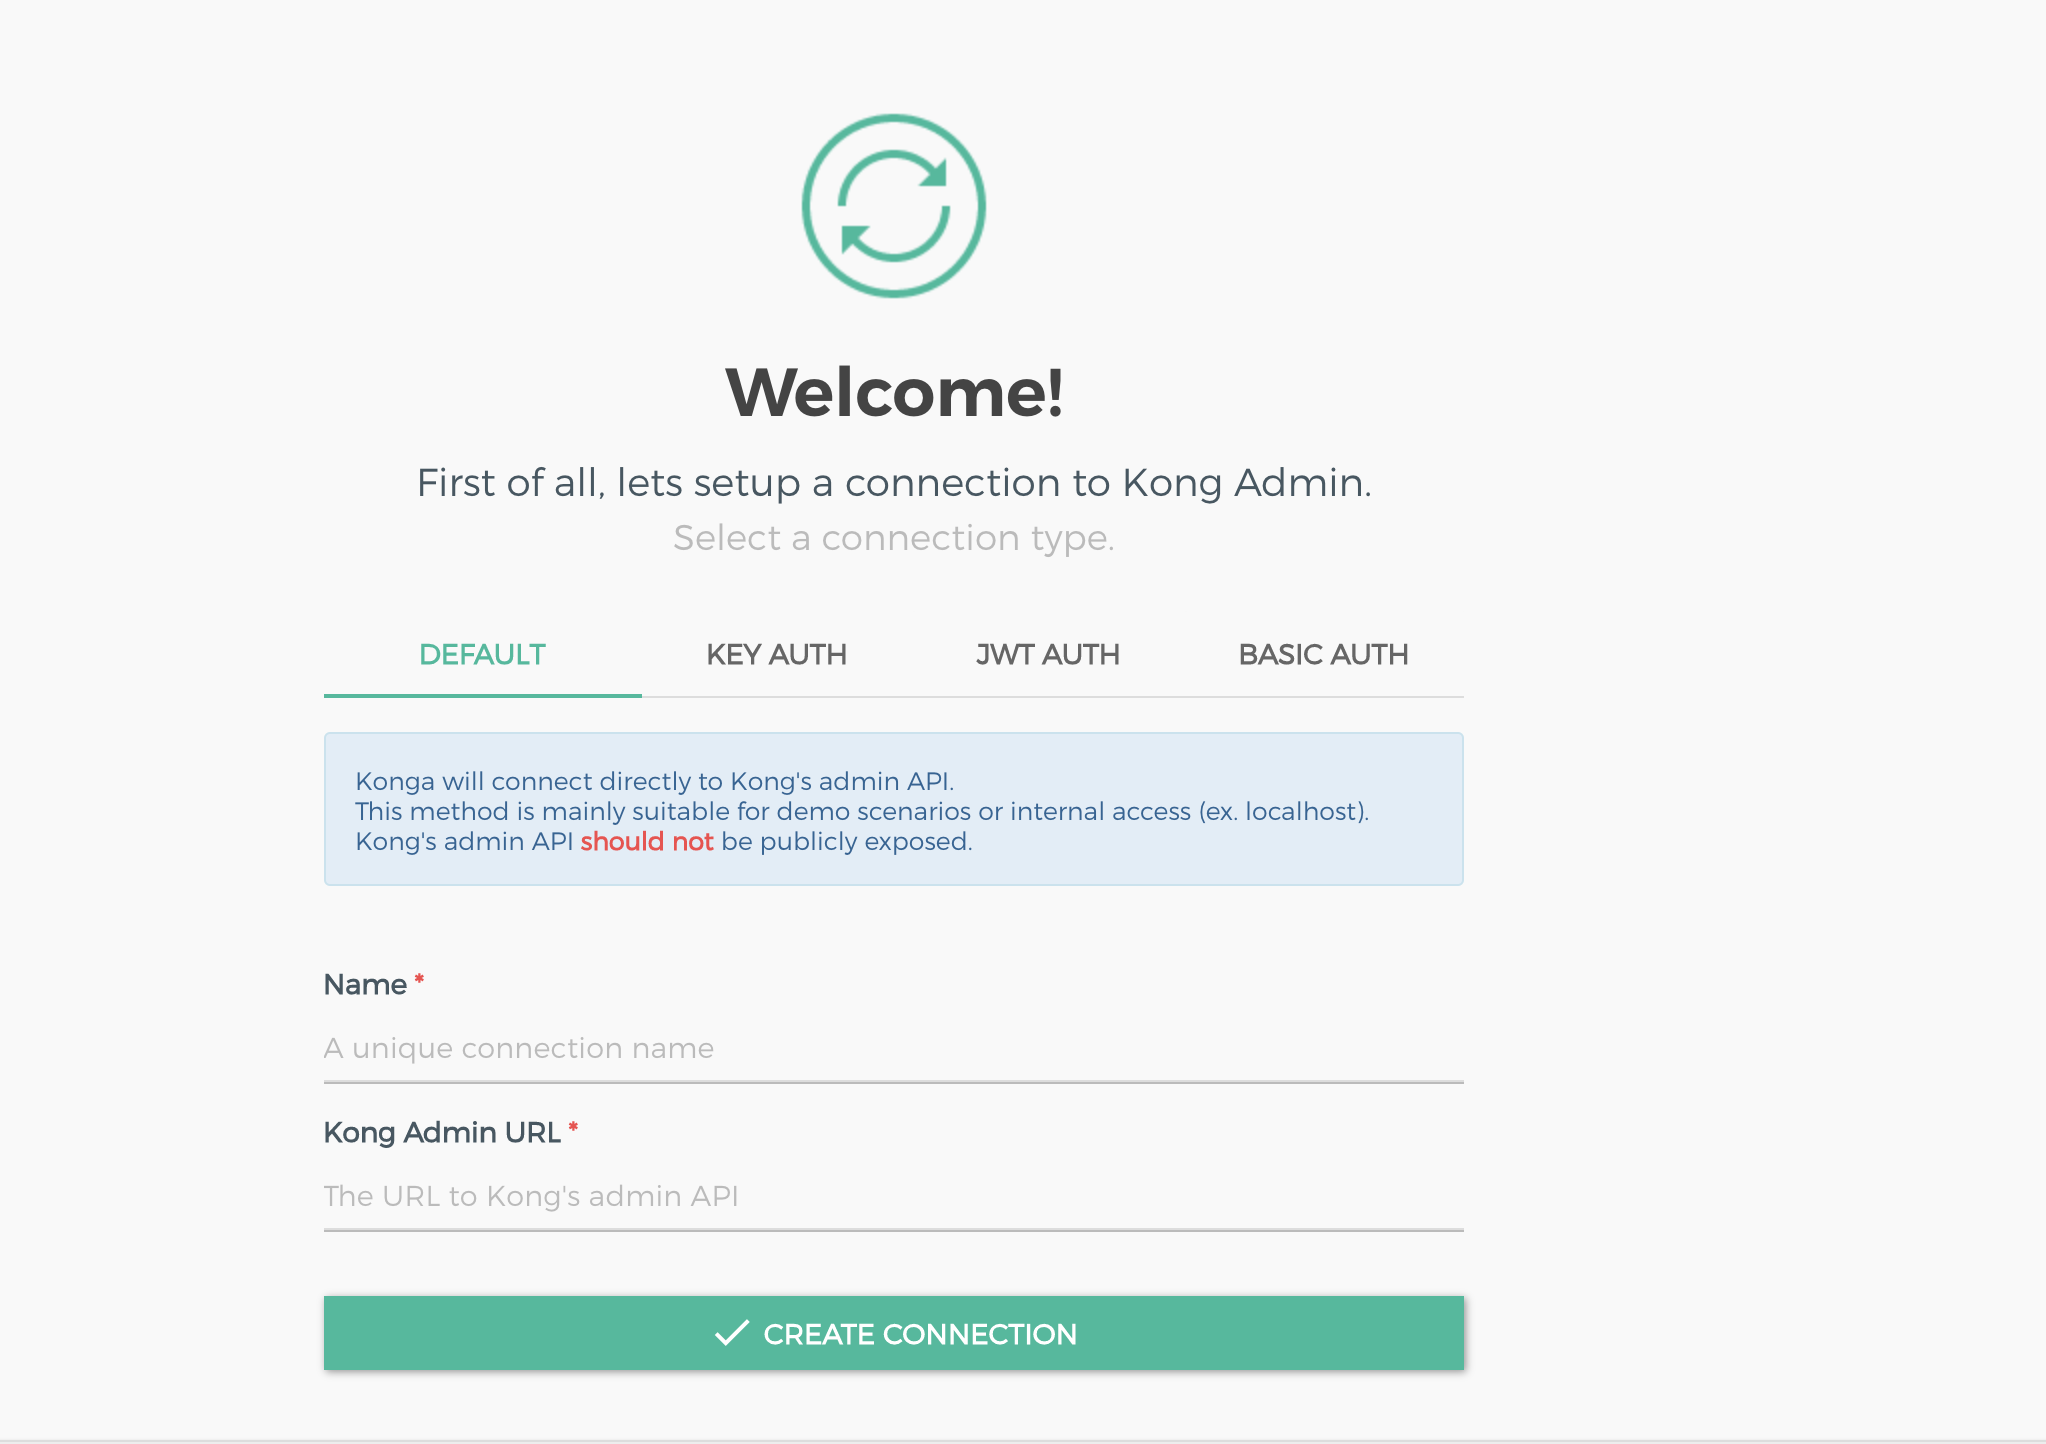 Welcome!
First of all, lets setup a connection to Kong Admin.
Select a connection type.
DEFAULT KEY AUTH JWT AUTH BASIC AUTH
Konga will connect directly to Kong's admin API.
This method is mainly suitable for demo scenarios or internal access (ex. localhost).
Kong's admin API should not be publicly exposed.
Name *
A unique connection name
Kong Admin URL *
The URL to Kong's admin API
CREATE CONNECTION